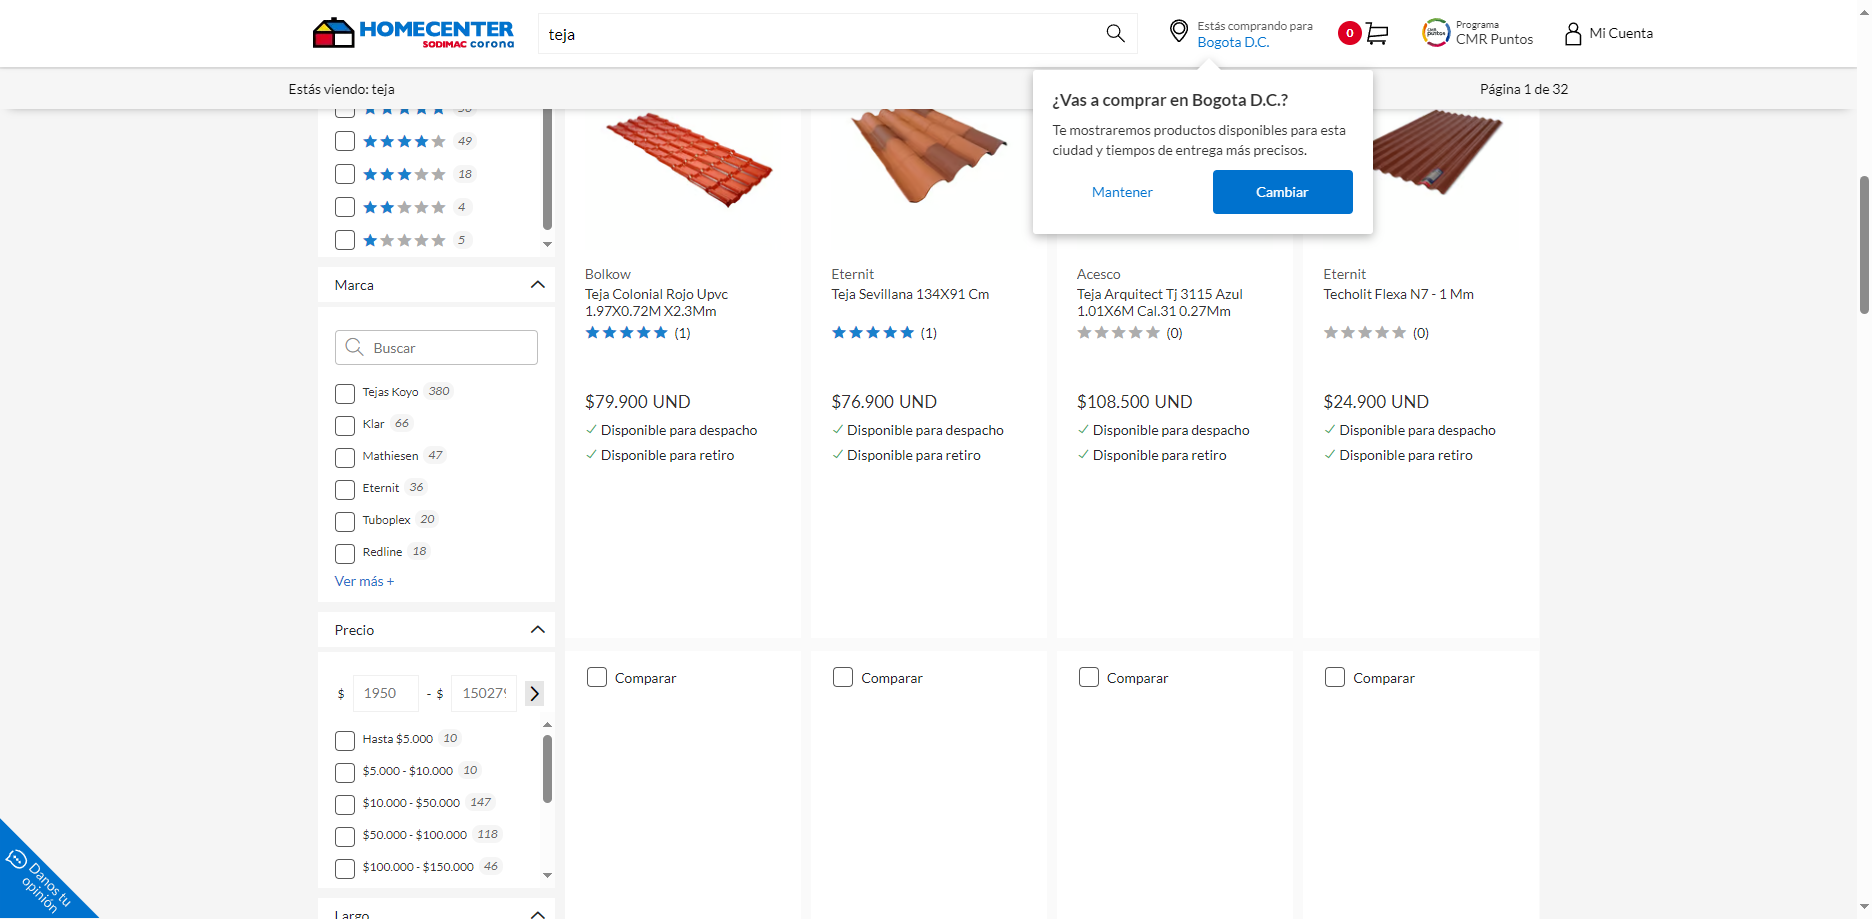 HOMECENTER
SODIMAC corona
teja
Estás comprando para
Bogota D.C.
0
Programa
CMR Puntos
Mi Cuenta
Estás viendo: teja
Página 1 de 32
¿Vas a comprar en Bogota D.C.?
Te mostraremos productos disponibles para esta
ciudad y tiempos de entrega más precisos.
Mantener
Cambiar
49
18
4
5
Marca
Buscar
Tejas Koyo 380
Klar 66
Mathiesen 47
Eternit 36
Tuboplex 20
Redline 18
Ver más +
Precio
$ 1950 - $ 15027
Hasta $5.000 10
$5.000 - $10.000 10
$10.000 - $50.000 147
$50.000 - $100.000 118
$100.000 - $150.000 46
Largo
Bolkow
Teja Colonial Rojo Upvc
1.97X0.72M X2.3Mm
(1)
$79.900 UND
Disponible para despacho
Disponible para retiro
Eternit
Teja Sevillana 134X91 Cm
(1)
$76.900 UND
Disponible para despacho
Disponible para retiro
Acesco
Teja Arquitect Tj 3115 Azul
1.01X6M Cal.31 0.27Mm
(0)
$108.500 UND
Disponible para despacho
Disponible para retiro
Eternit
Techolit Flexa N7 - 1 Mm
(0)
$24.900 UND
Disponible para despacho
Disponible para retiro
Comparar
Comparar
Comparar
Comparar
Danos tu
opinión